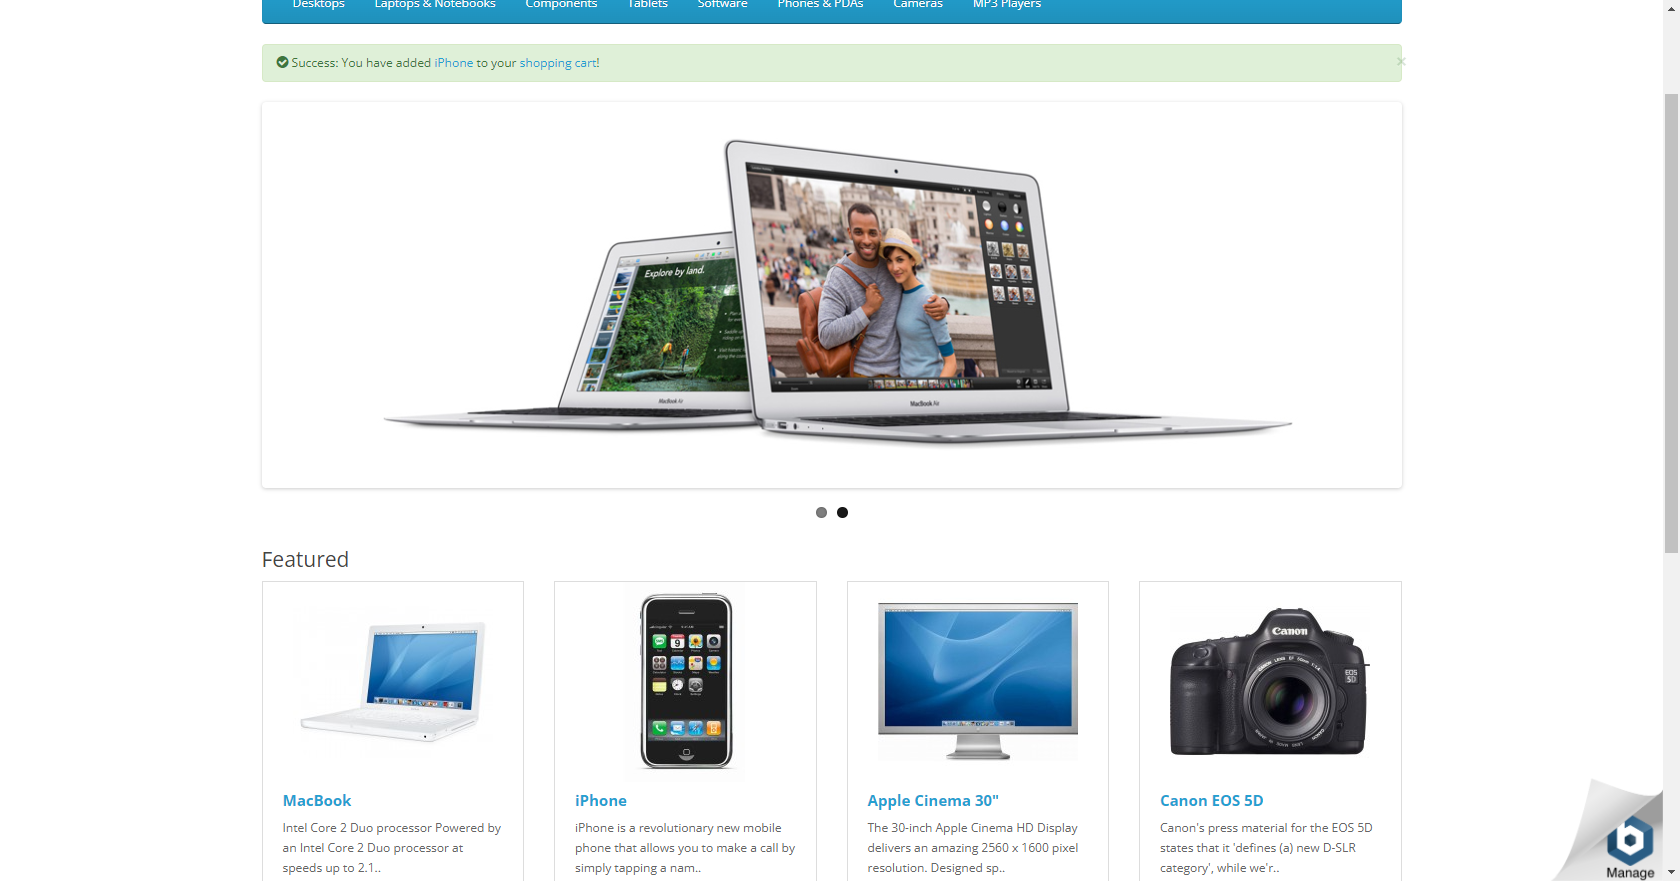 Desktops Laptops & Notebooks Components Tablets Software Phones & PDAs Cameras MP3 Players
Success: You have added iPhone to your shopping cart!
×
Explore by land.
MacBook Air
MacBook Air
Featured
Canon
EOS
5D
MacBook
Intel Core 2 Duo processor Powered by
an Intel Core 2 Duo processor at
speeds up to 2.1..
iPhone
iPhone is a revolutionary new mobile
phone that allows you to make a call by
simply tapping a nam..
Apple Cinema 30"
The 30-inch Apple Cinema HD Display
delivers an amazing 2560 x 1600 pixel
resolution. Designed sp..
Canon EOS 5D
Canon's press material for the EOS 5D
states that it 'defines (a) new D-SLR
category', while we'r..
Manage